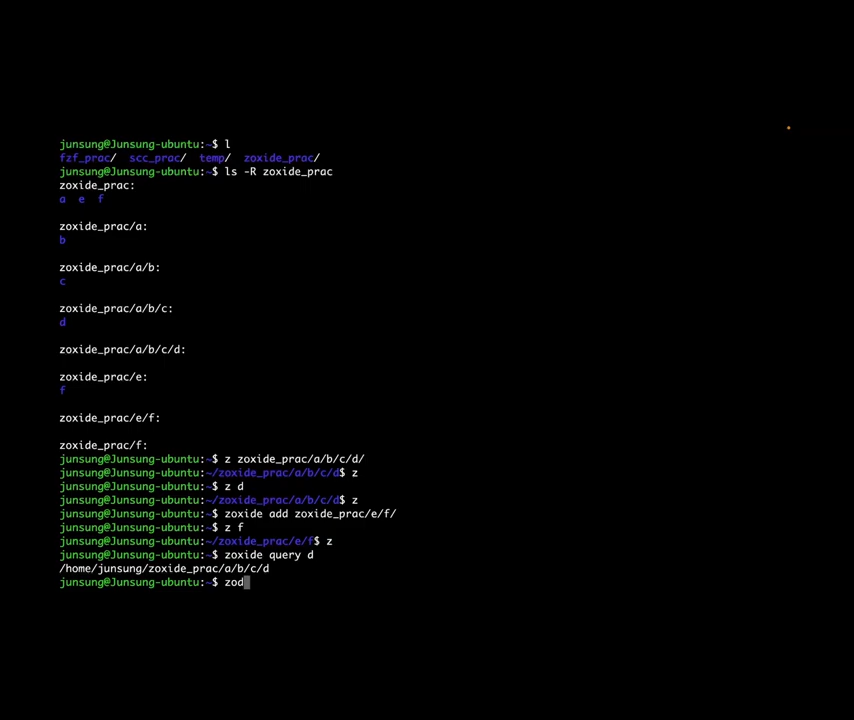 junsung@Junsung-ubuntu:~$ l
fzf_prac/  scc_prac/  temp/  zoxide_prac/
junsung@Junsung-ubuntu:~$ ls -R zoxide_prac
zoxide_prac:
a  e  f
zoxide_prac/a:
b
zoxide_prac/a/b:
c
zoxide_prac/a/b/c:
d
zoxide_prac/a/b/c/d:
zoxide_prac/e:
f
zoxide_prac/e/f:
zoxide_prac/f:
junsung@Junsung-ubuntu:~$ z zoxide_prac/a/b/c/d/
junsung@Junsung-ubuntu:~/zoxide_prac/a/b/c/d$ z
junsung@Junsung-ubuntu:~$ z d
junsung@Junsung-ubuntu:~/zoxide_prac/a/b/c/d$ z
junsung@Junsung-ubuntu:~$ zoxide add zoxide_prac/e/f/
junsung@Junsung-ubuntu:~$ z f
junsung@Junsung-ubuntu:~/zoxide_prac/e/f$ z
junsung@Junsung-ubuntu:~$ zoxide query d
/home/junsung/zoxide_prac/a/b/c/d
junsung@Junsung-ubuntu:~$ zod